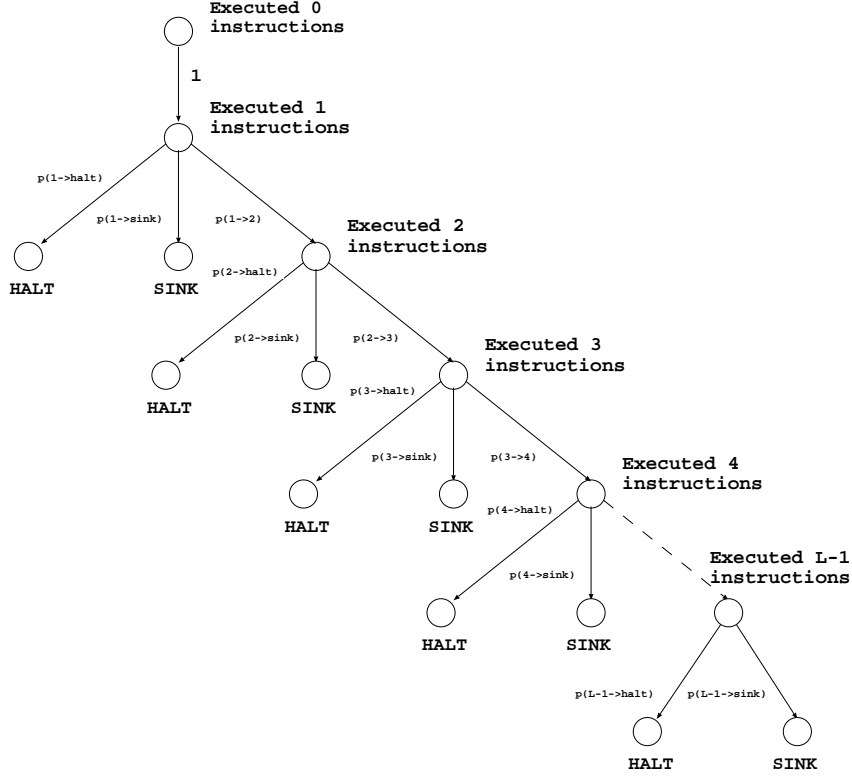 Executed 0
instructions
1
Executed 1
instructions
p(1->halt)
p(1->sink)
p(1->2)
Executed 2
instructions
p(2->halt)
HALT
SINK
p(2->sink)
p(2->3)
Executed 3
instructions
p(3->halt)
HALT
SINK
p(3->sink)
p(3->4)
Executed 4
instructions
p(4->halt)
HALT
SINK
Executed L-1
instructions
p(4->sink)
HALT
SINK
p(L-1->halt)
p(L-1->sink)
HALT
SINK